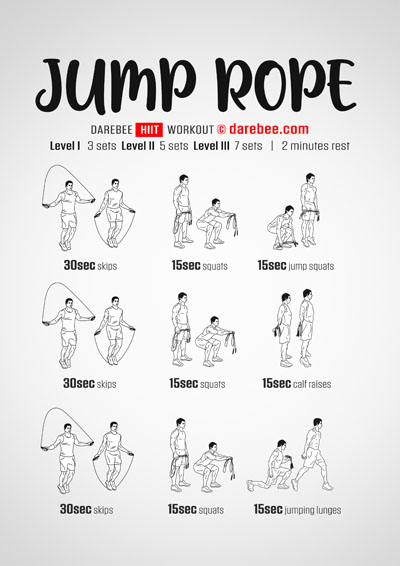 JUMP ROPE
DAREBEE HIIT WORKOUT © darebee.com
Level I 3 sets Level II 5 sets Level III 7 sets | 2 minutes rest
30sec skips 15sec squats 15sec jump squats
30sec skips 15sec squats 15sec calf raises
30sec skips 15sec squats 15sec jumping lunges